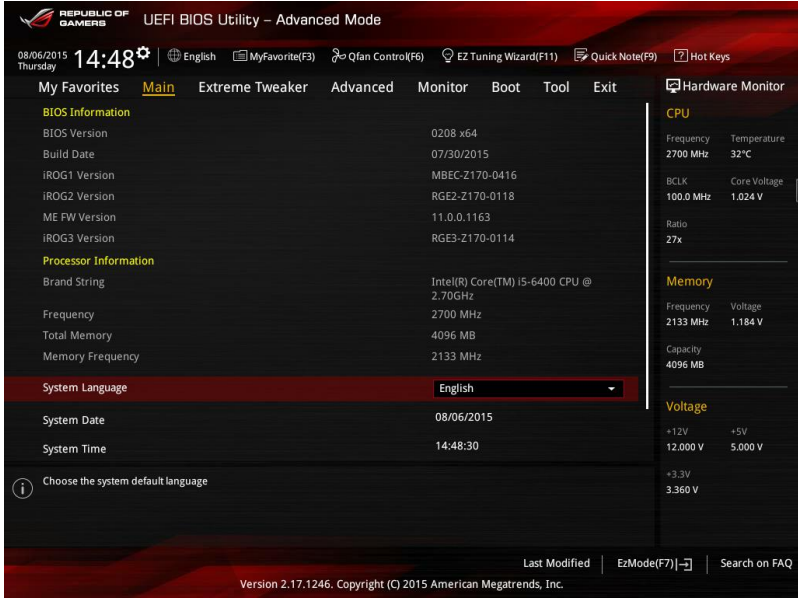 REPUBLIC OF
GAMERS
UEFI BIOS Utility – Advanced Mode
08/06/2015
Thursday
14:48
English
MyFavorite(F3)
Qfan Control(F6)
EZ Tuning Wizard(F11)
Quick Note(F9)
? Hot Keys
My Favorites Main Extreme Tweaker Advanced Monitor Boot Tool Exit
BIOS Information
BIOS Version 0208 x64
Build Date 07/30/2015
iROG1 Version MBEC-Z170-0416
iROG2 Version RGE2-Z170-0118
ME FW Version 11.0.0.1163
iROG3 Version RGE3-Z170-0114
Processor Information
Brand String Intel(R) Core(TM) i5-6400 CPU @
2.70GHz
Frequency 2700 MHz
Total Memory 4096 MB
Memory Frequency 2133 MHz
System Language English
System Date 08/06/2015
System Time 14:48:30
i Choose the system default language
Hardware Monitor
CPU
Frequency Temperature
2700 MHz 32°C
BCLK Core Voltage
100.0 MHz 1.024 V
Ratio
27x
Memory
Frequency Voltage
2133 MHz 1.184 V
Capacity
4096 MB
Voltage
+12V +5V
12.000 V 5.000 V
+3.3V
3.360 V
Last Modified EzMode(F7) Search on FAQ
Version 2.17.1246. Copyright (C) 2015 American Megatrends, Inc.